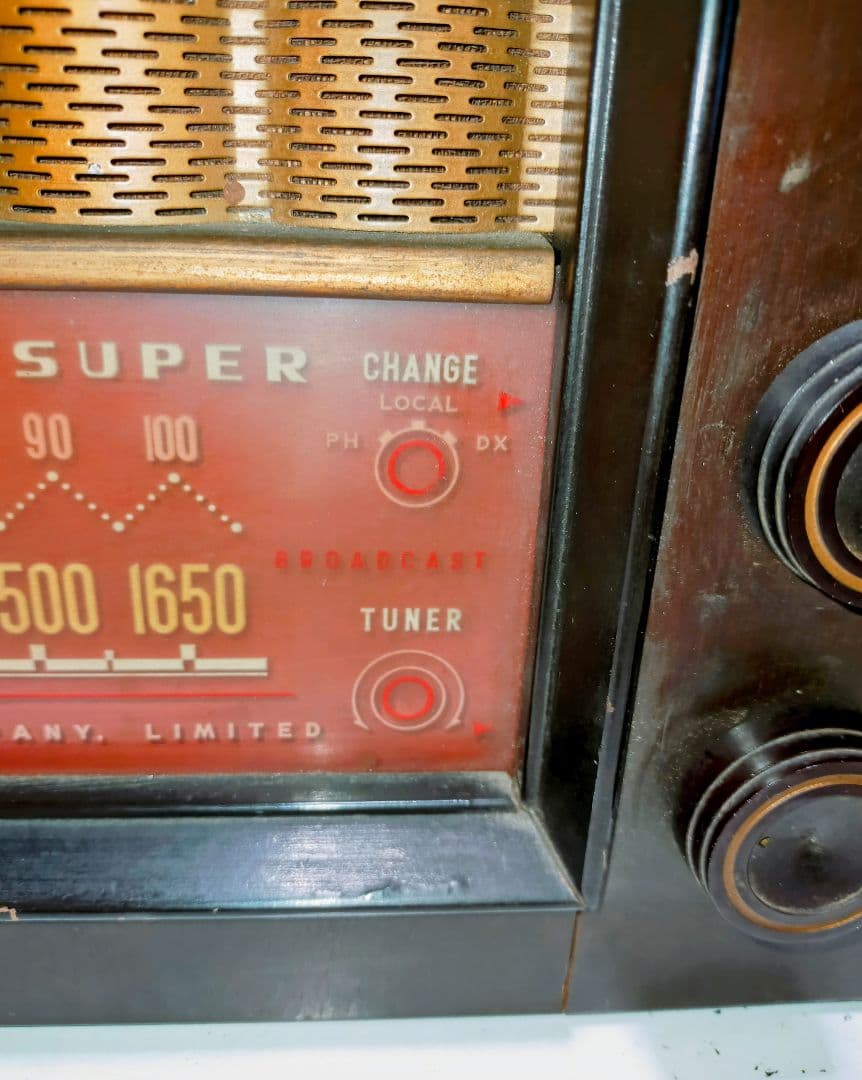 SUPER
CHANGE
LOCAL
PH DX
90 100
BROADCAST
500 1650
TUNER
ANY, LIMITED